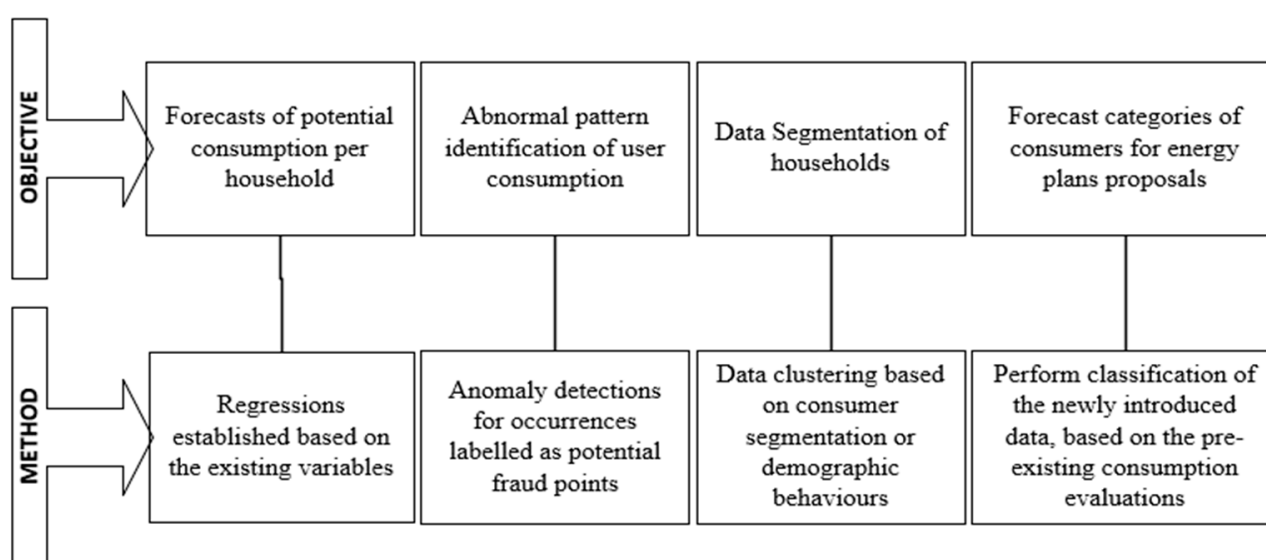 OBJECTIVE
Forecasts of potential
consumption per
household
Abnormal pattern
identification of user
consumption
Data Segmentation of
households
Forecast categories of
consumers for energy
plans proposals
METHOD
Regressions
established based on
the existing variables
Anomaly detections
for occurrences
labelled as potential
fraud points
Data clustering based
on consumer
segmentation or
demographic
behaviours
Perform classification of
the newly introduced
data, based on the pre-
existing consumption
evaluations